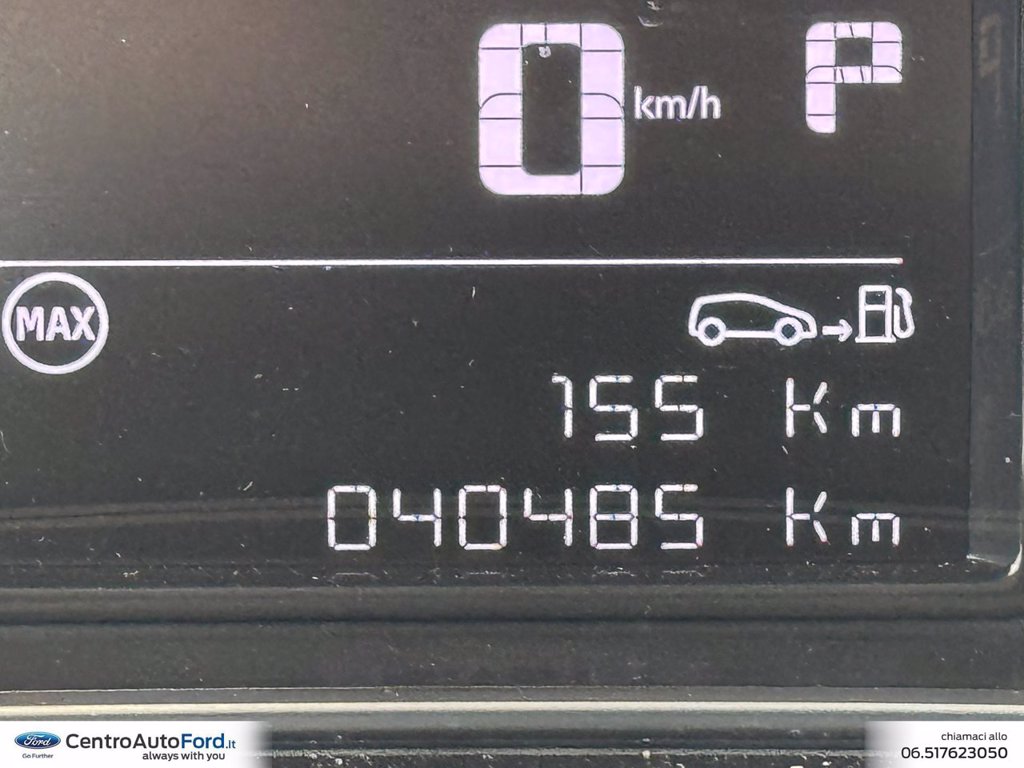 0 km/h P
MAX
155 Km
040485 Km
Ford CentroAutoFord.it
Go Further always with you
chiamaci allo
06.517623050